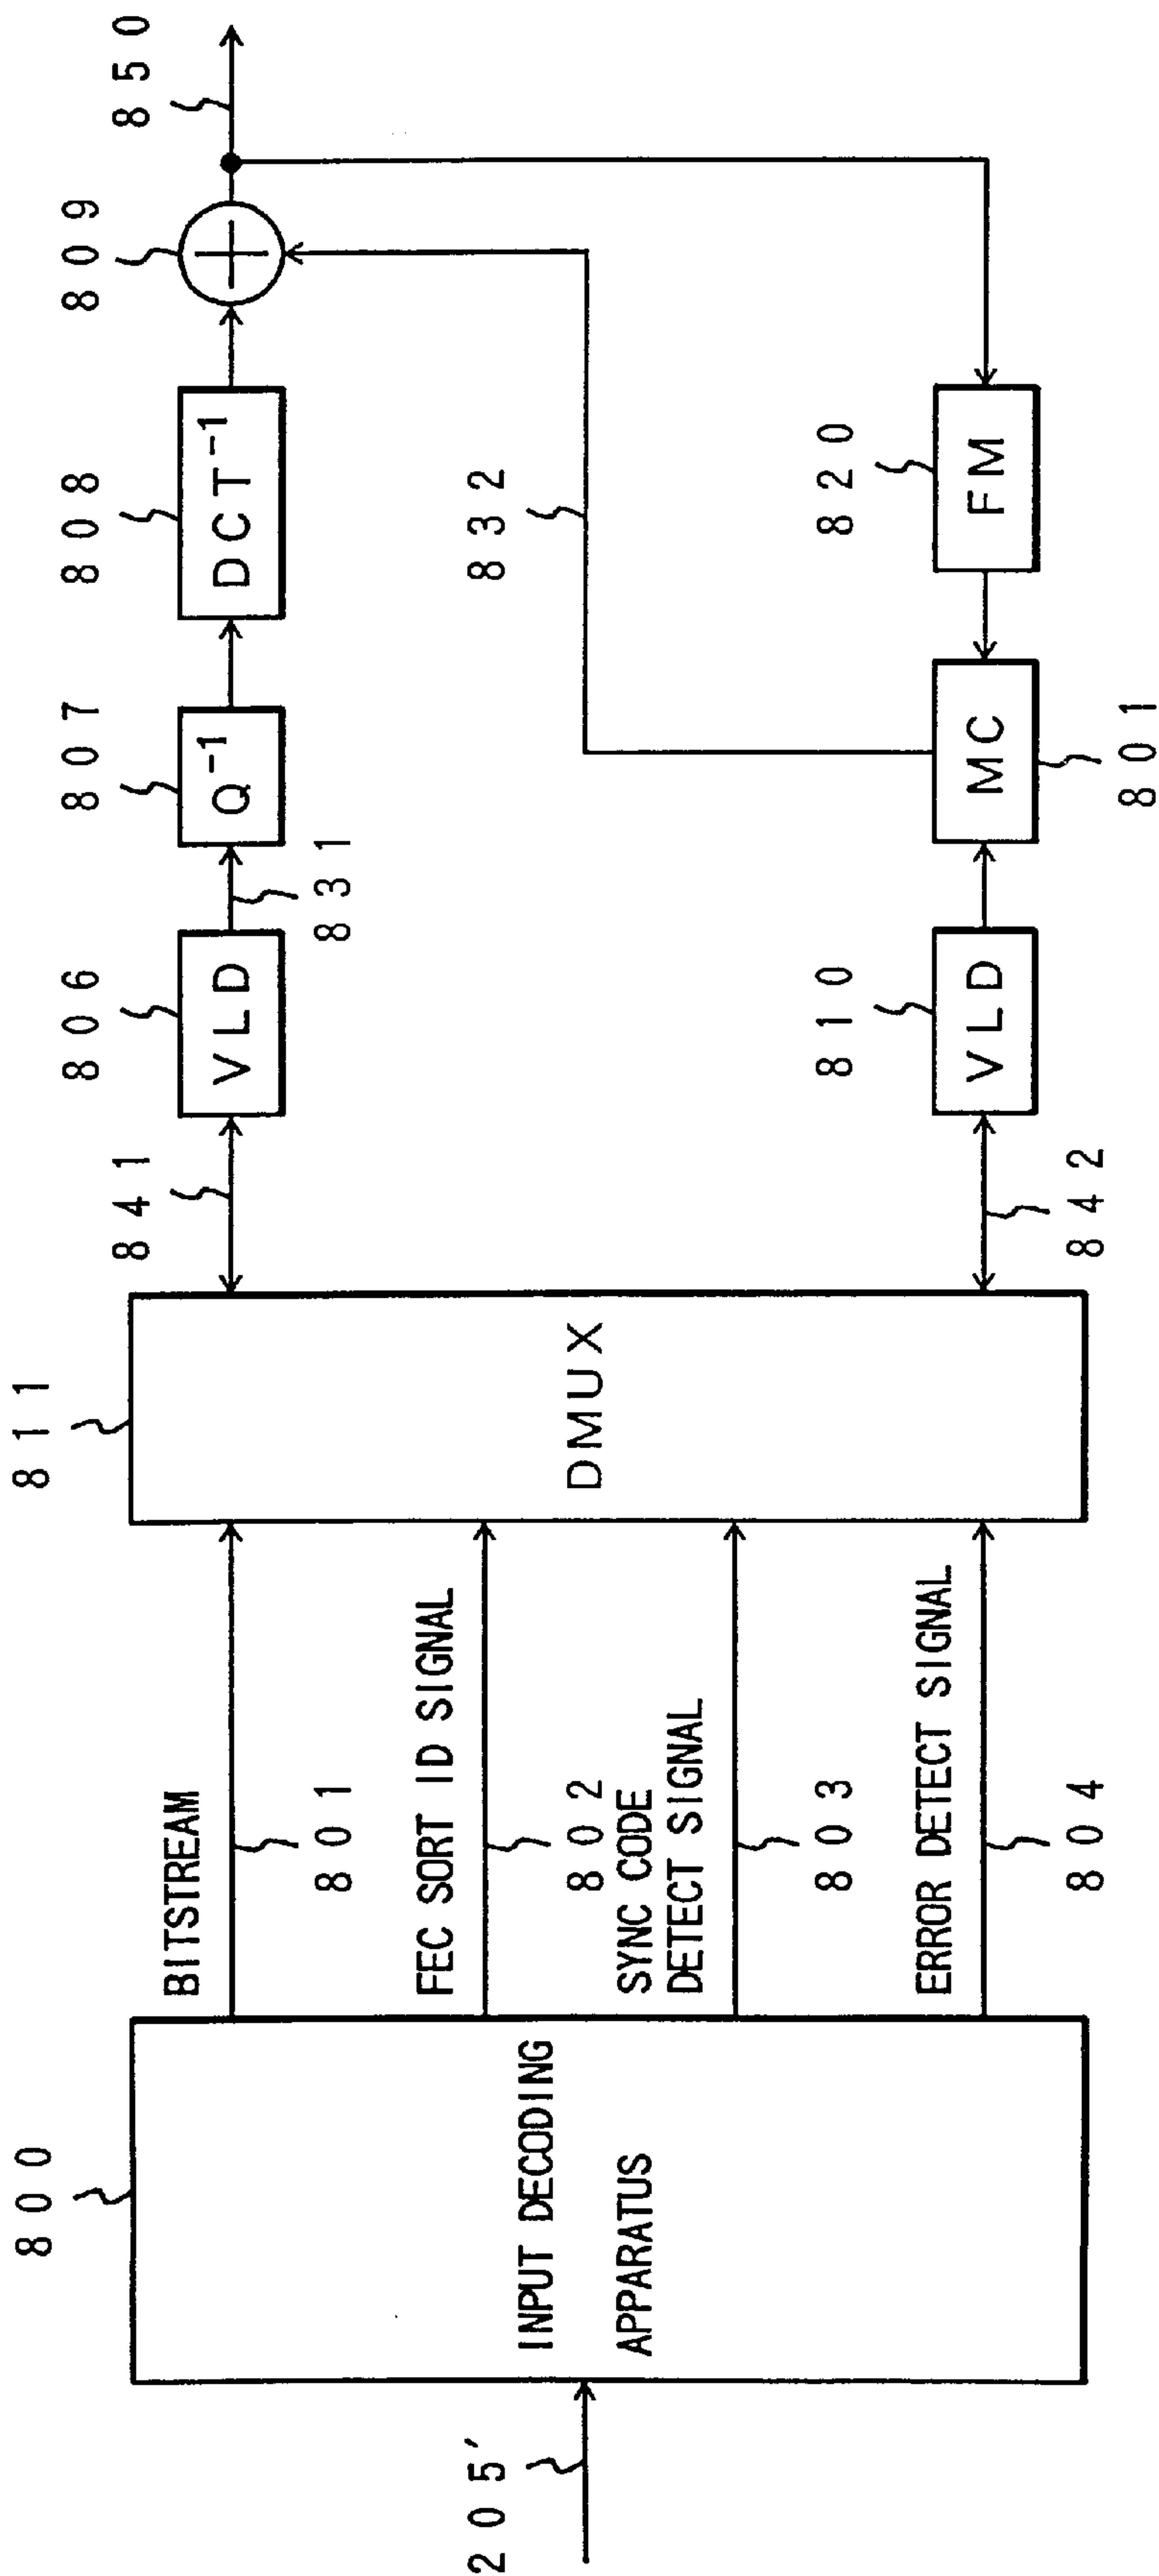 811
841
806
807
808
809
850
VLD
Q⁻¹
DCT⁻¹
831
800
BITSTREAM
801
832
205′
INPUT DECODING
APPARATUS
FEC SORT ID SIGNAL
802
DMUX
SYNC CODE
DETECT SIGNAL
803
810
820
ERROR DETECT SIGNAL
804
842
VLD
MC
801
FM